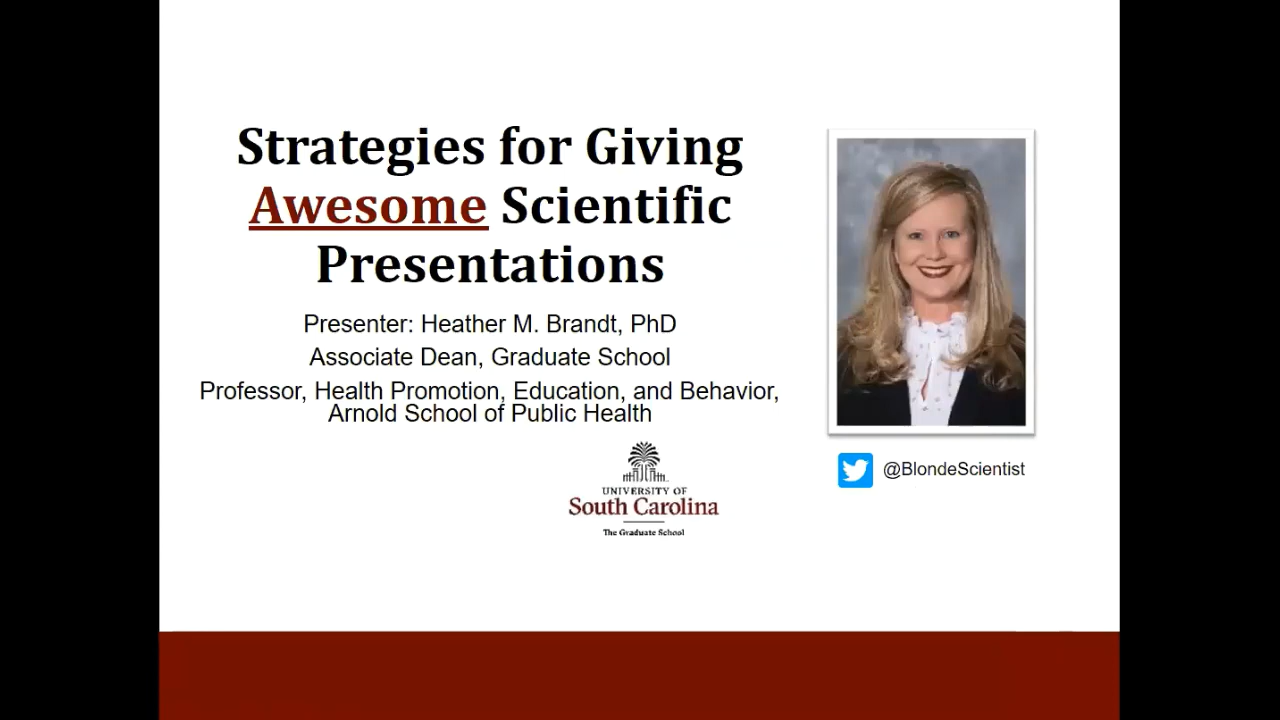 Strategies for Giving
Awesome Scientific
Presentations
Presenter: Heather M. Brandt, PhD
Associate Dean, Graduate School
Professor, Health Promotion, Education, and Behavior,
Arnold School of Public Health
@BlondeScientist
UNIVERSITY OF
South Carolina
The Graduate School